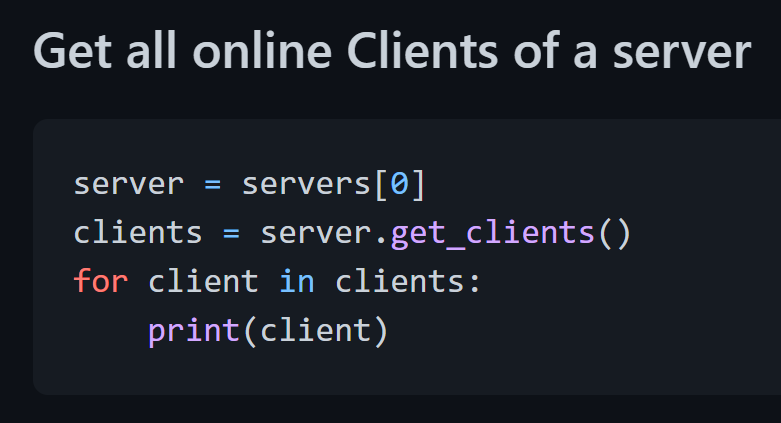 Get all online Clients of a server
server = servers[0]
clients = server.get_clients()
for client in clients:
    print(client)